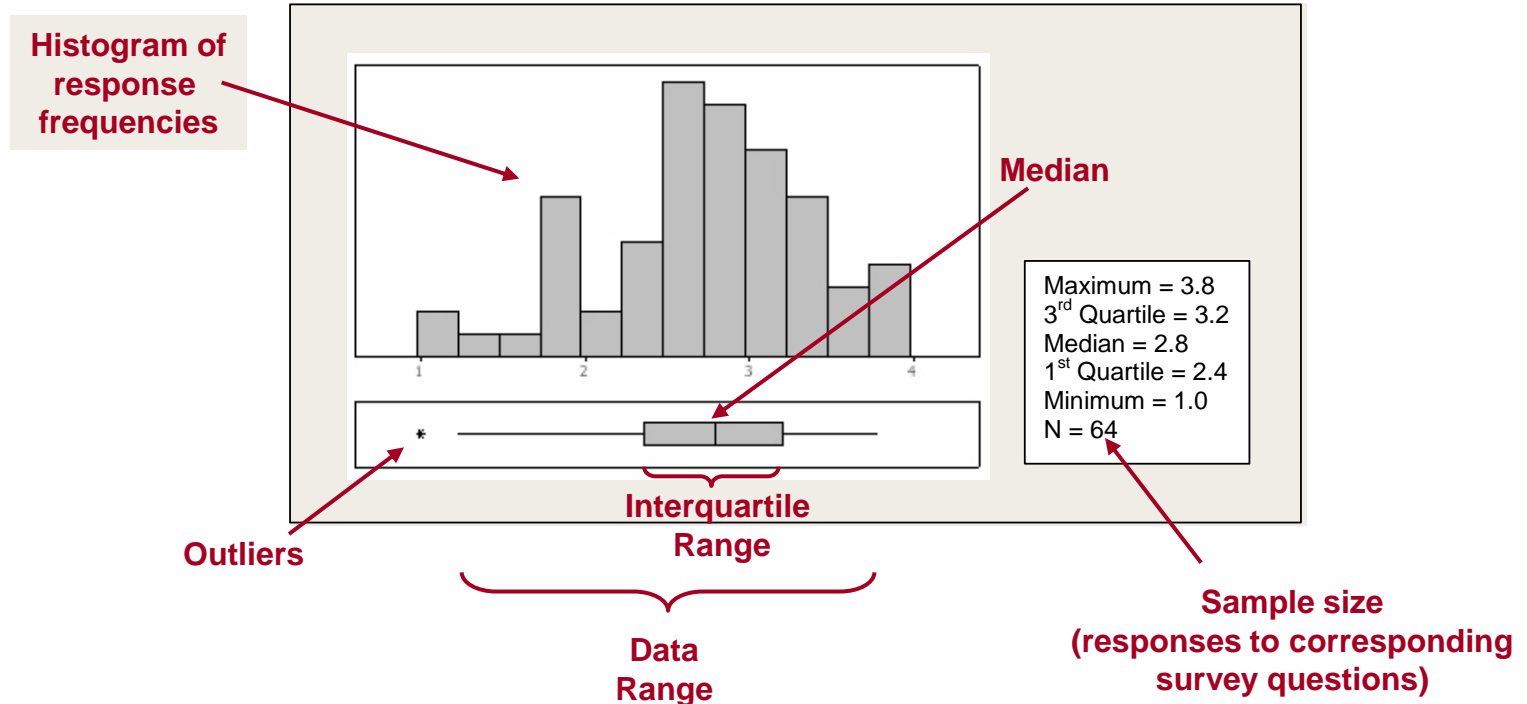 Histogram of
response
frequencies
Median
1
2
3
4
*
Maximum = 3.8
3rd Quartile = 3.2
Median = 2.8
1st Quartile = 2.4
Minimum = 1.0
N = 64
Interquartile
Range
Outliers
Data
Range
Sample size
(responses to corresponding
survey questions)